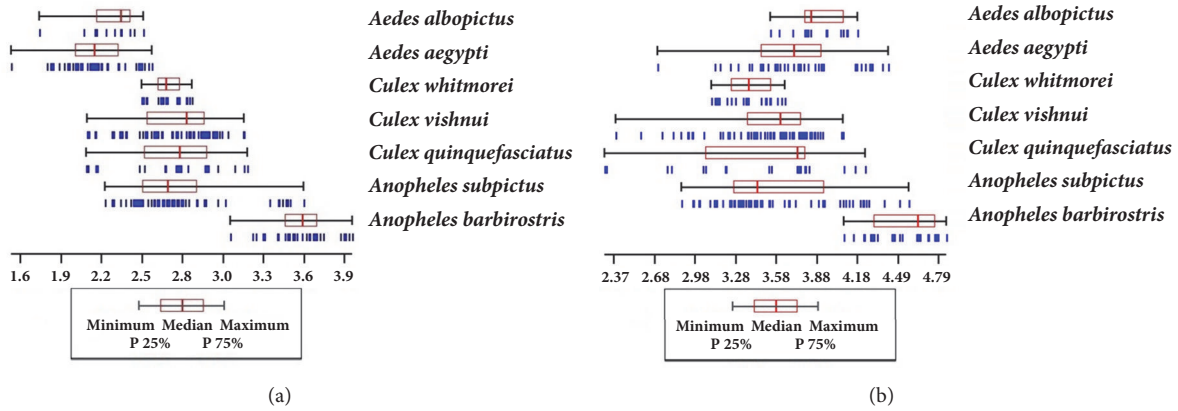 Aedes albopictus
Aedes aegypti
Culex whitmorei
Culex vishnui
Culex quinquefasciatus
Anopheles subpictus
Anopheles barbirostris
1.6 1.9 2.2 2.5 2.8 3.0 3.3 3.6 3.9
Minimum Median Maximum
P 25% P 75%
(a)
Aedes albopictus
Aedes aegypti
Culex whitmorei
Culex vishnui
Culex quinquefasciatus
Anopheles subpictus
Anopheles barbirostris
2.37 2.68 2.98 3.28 3.58 3.88 4.18 4.49 4.79
Minimum Median Maximum
P 25% P 75%
(b)